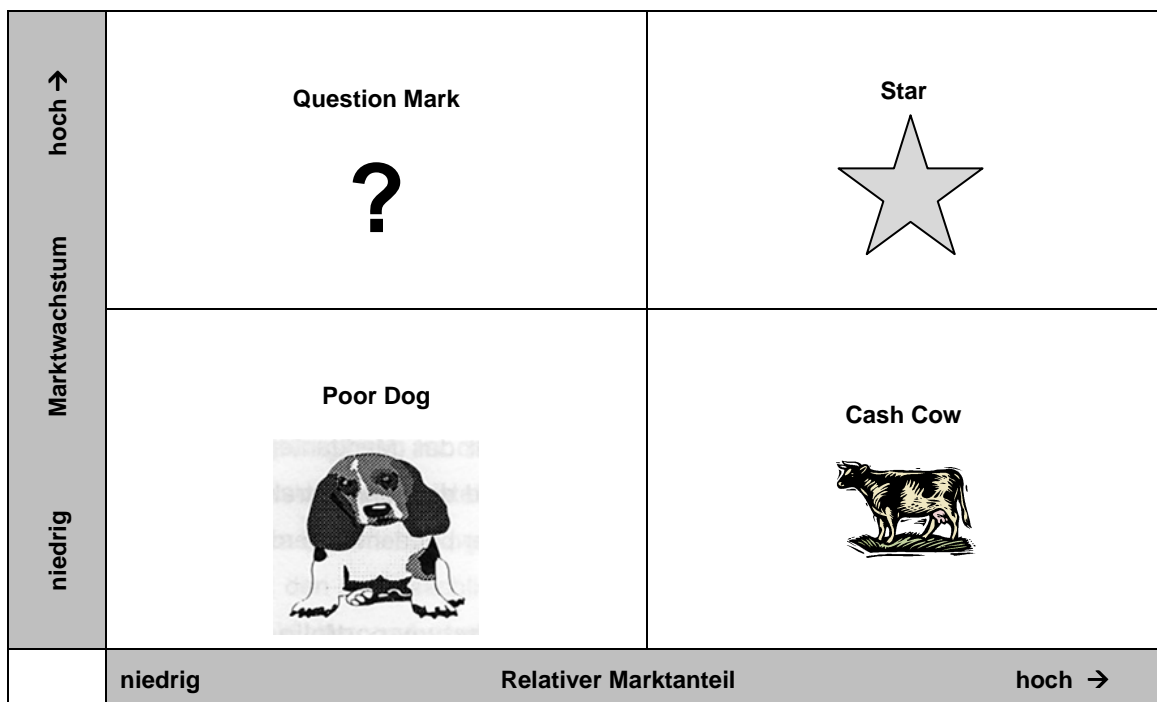 hoch →
Marktwachstum
niedrig
Question Mark
?
Star
Poor Dog
Cash Cow
niedrig Relativer Marktanteil hoch →